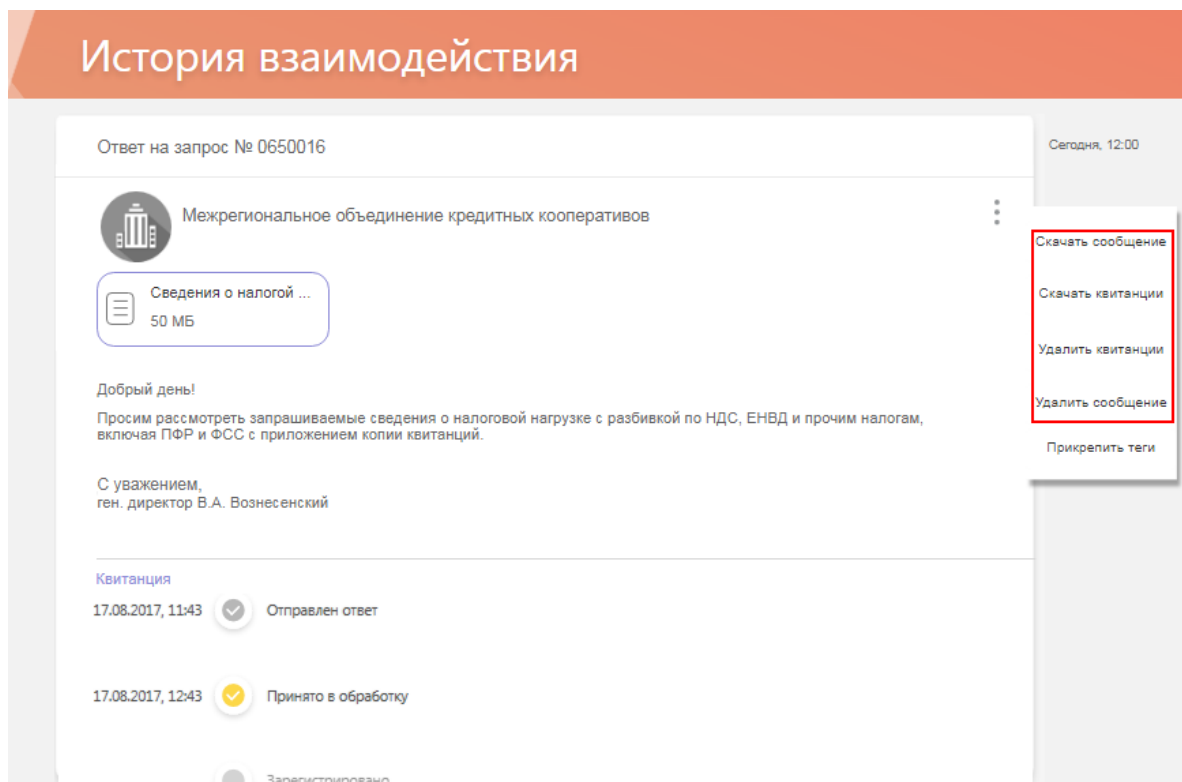 История взаимодействия
Ответ на запрос № 0650016
Сегодня, 12:00
Межрегиональное объединение кредитных кооперативов
Скачать сообщение
Скачать квитанции
Удалить квитанции
Удалить сообщение
Прикрепить теги
Сведения о налогой ...
50 МБ
Добрый день!
Просим рассмотреть запрашиваемые сведения о налоговой нагрузке с разбивкой по НДС, ЕНВД и прочим налогам,
включая ПФР и ФСС с приложением копии квитанций.
С уважением,
ген. директор В.А. Вознесенский
Квитанция
17.08.2017, 11:43 Отправлен ответ
17.08.2017, 12:43 Принято в обработку
Зарегистрировано